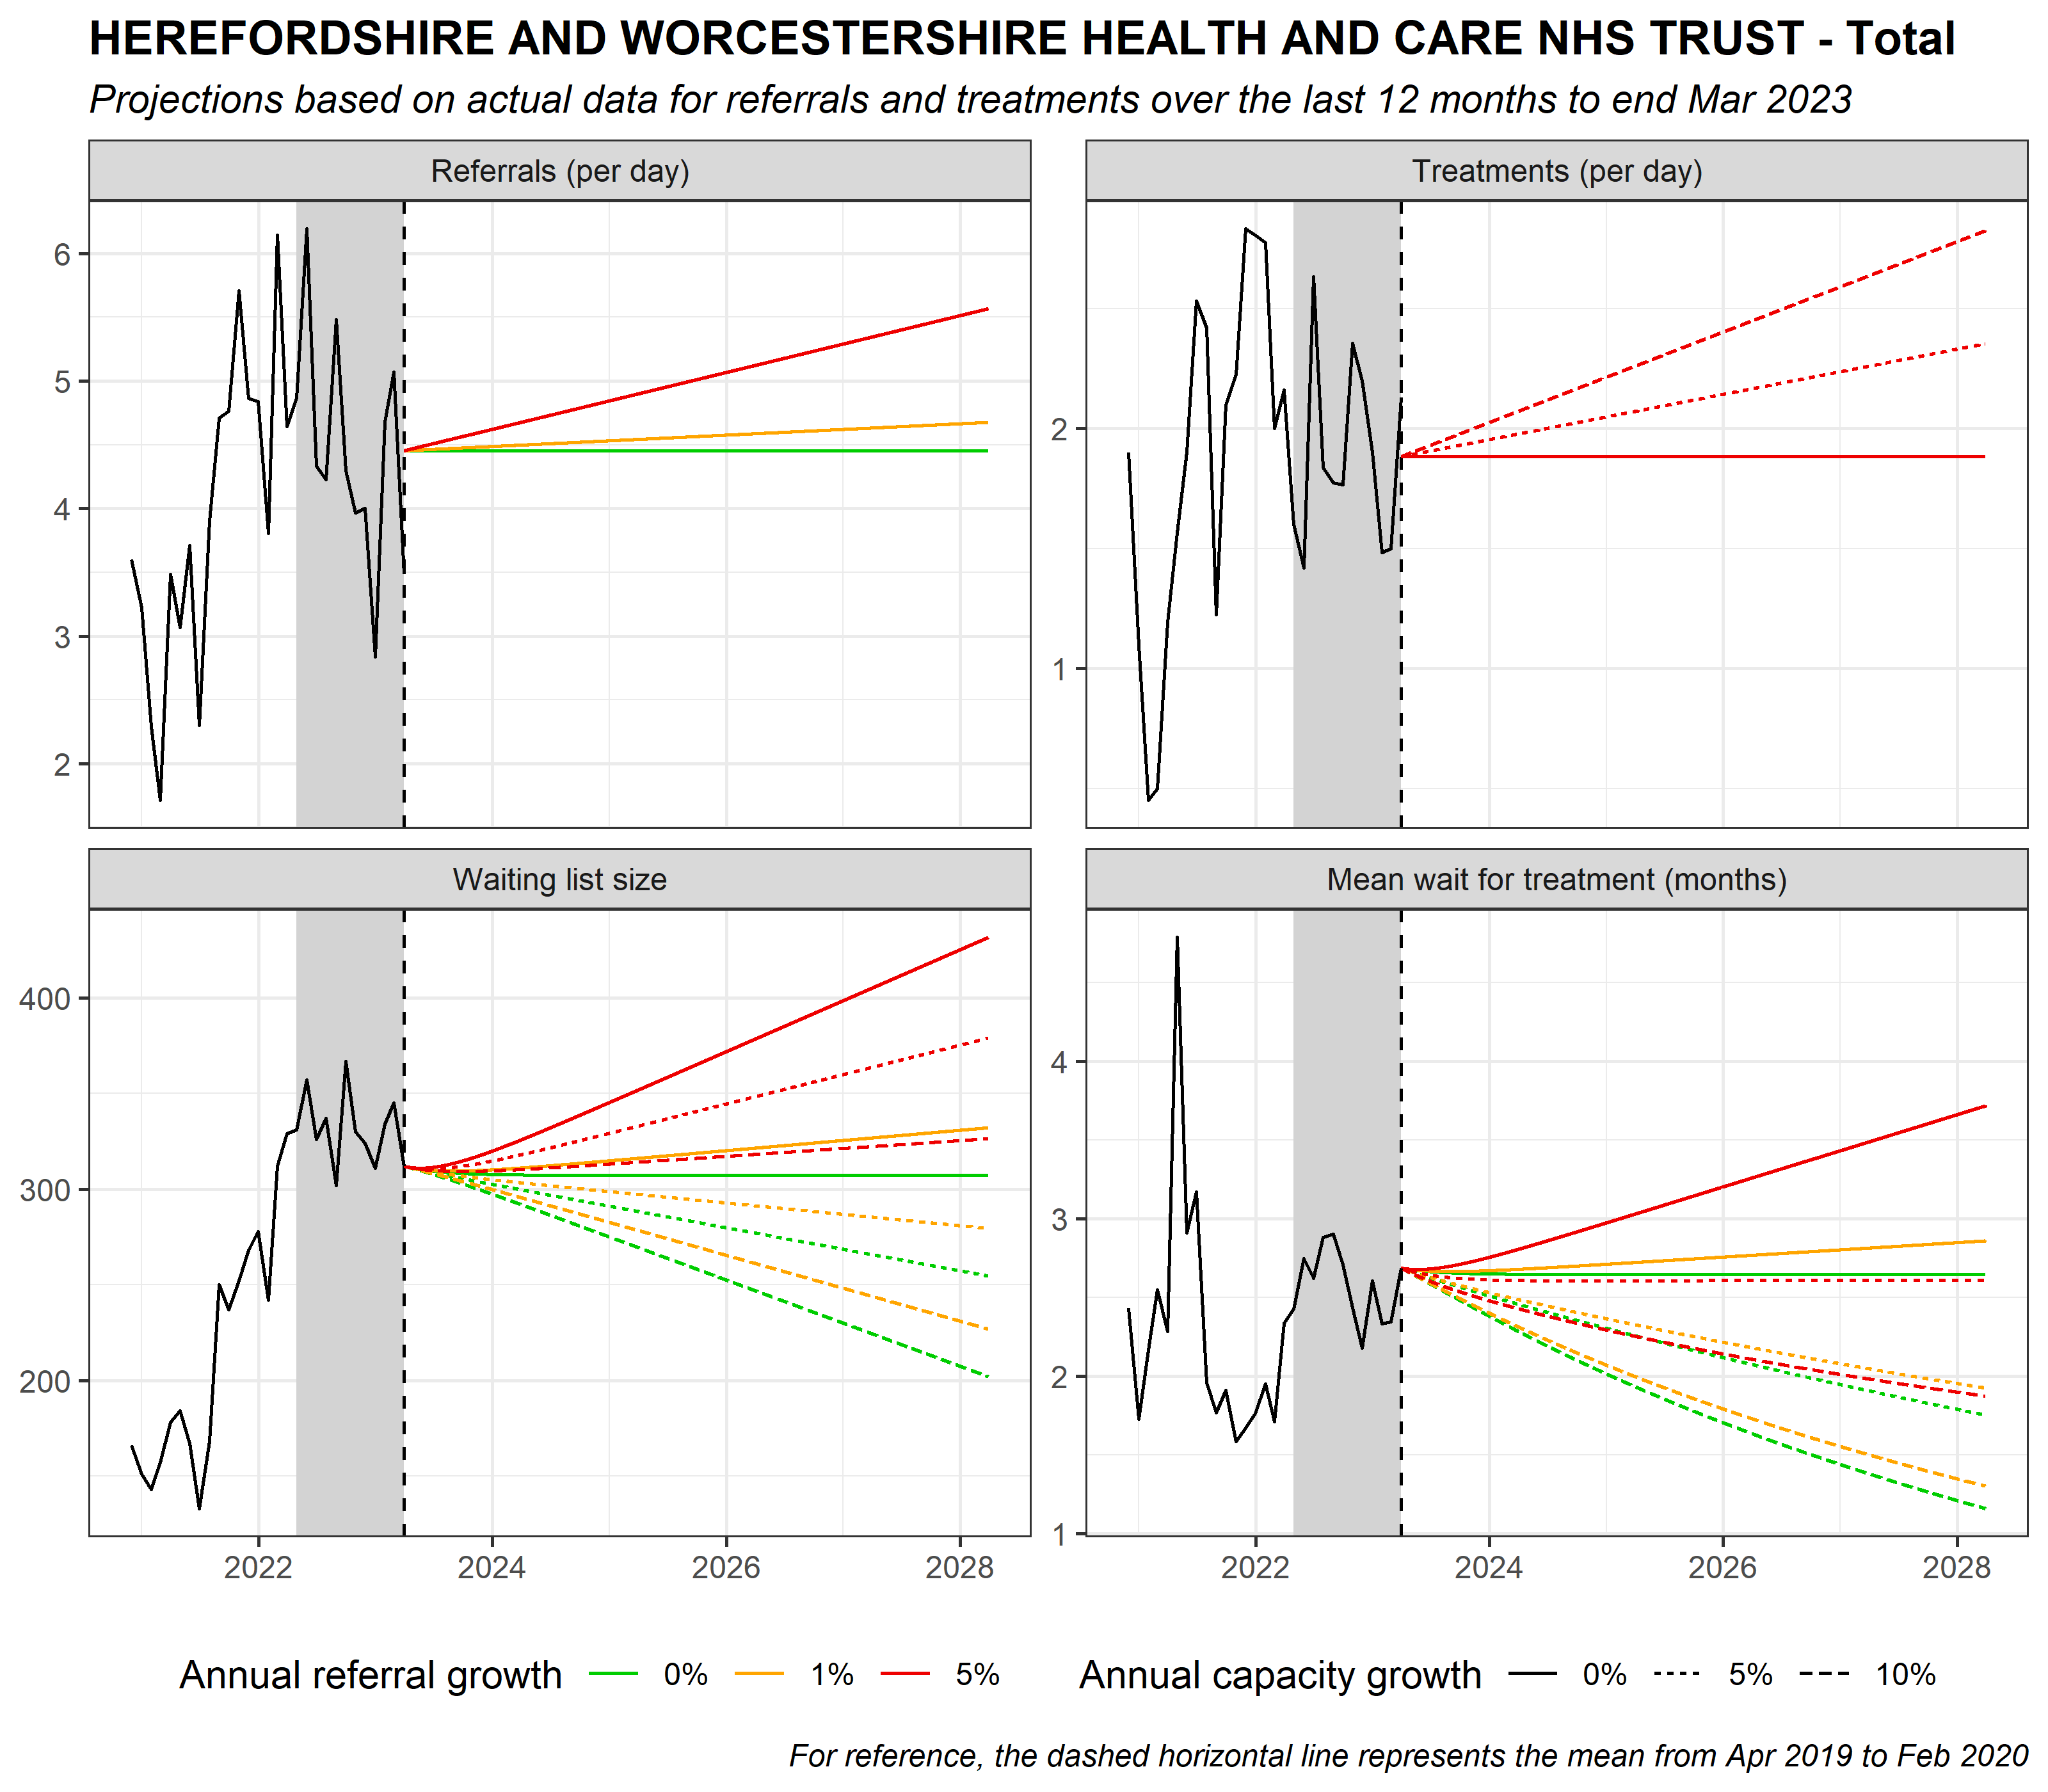 HEREFORDSHIRE AND WORCESTERSHIRE HEALTH AND CARE NHS TRUST - Total
Projections based on actual data for referrals and treatments over the last 12 months to end Mar 2023
Referrals (per day)
6
5
4
3
2
Treatments (per day)
2
1
Waiting list size
400
300
200
2022 2024 2026 2028
Mean wait for treatment (months)
4
3
2
1
2022 2024 2026 2028
Annual referral growth 0% 1% 5%
Annual capacity growth 0% 5% 10%
For reference, the dashed horizontal line represents the mean from Apr 2019 to Feb 2020